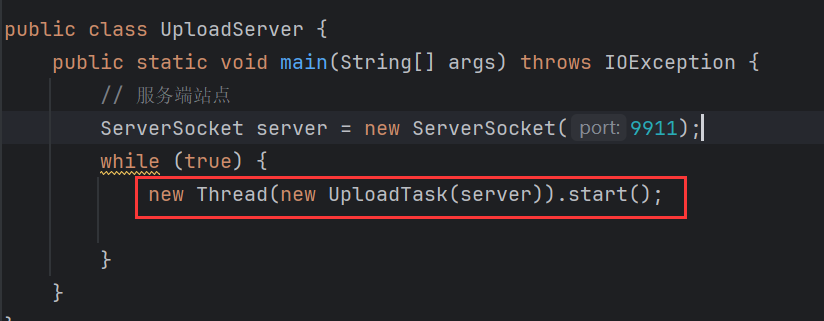 public class UploadServer {
public static void main(String[] args) throws IOException {
// 服务端站点
ServerSocket server = new ServerSocket( port: 9911);
while (true) {
new Thread(new UploadTask(server)).start();
}
}